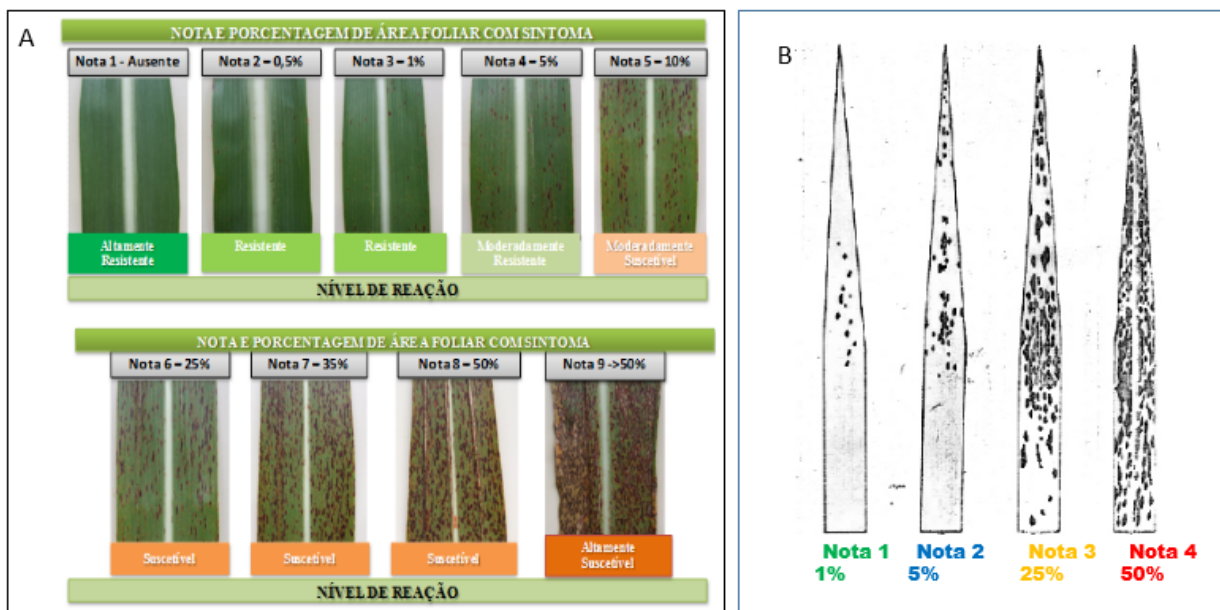 A
NOTA E PORCENTAGEM DE ÁREA FOLIAR COM SINTOMA
Nota 1 - Ausente
Nota 2 – 0,5%
Nota 3 – 1%
Nota 4 – 5%
Nota 5 – 10%
Altamente
Resistente
Resistente
Resistente
Moderadamente
Resistente
Moderadamente
Suscetível
NÍVEL DE REAÇÃO
NOTA E PORCENTAGEM DE ÁREA FOLIAR COM SINTOMA
Nota 6 – 25%
Nota 7 – 35%
Nota 8 – 50%
Nota 9 ->50%
Suscetível
Suscetível
Suscetível
Altamente
Suscetível
NÍVEL DE REAÇÃO
B
Nota 1
1%
Nota 2
5%
Nota 3
25%
Nota 4
50%